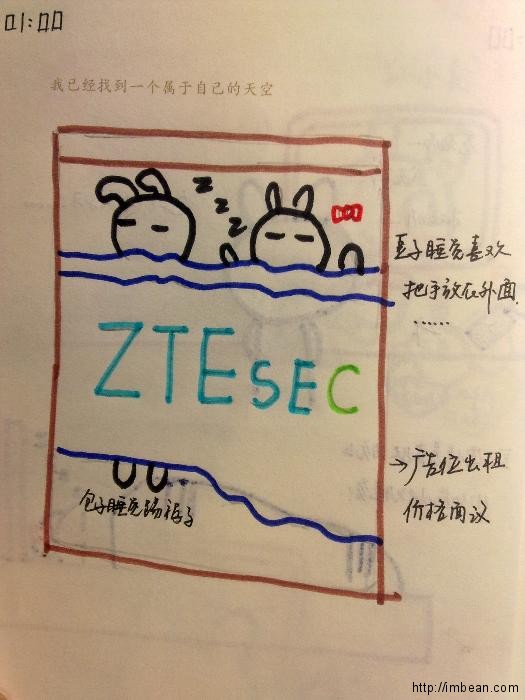 01:00
我已经找到一个属于自己的天空
z
z
z
豆子睡觉喜欢
把手放在外面
……
ZTESEC
→广告位出租
价格面议
包子睡觉踢被子
http://imbean.com